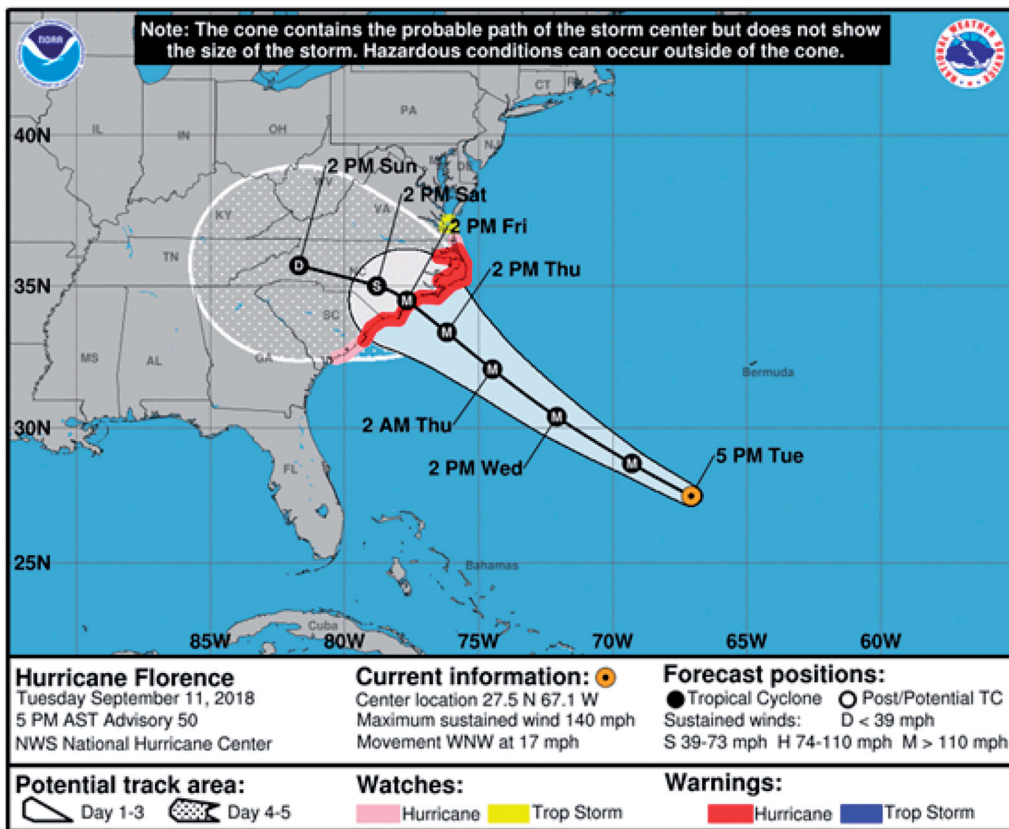 Note: The cone contains the probable path of the storm center but does not show
the size of the storm. Hazardous conditions can occur outside of the cone.
NOAA
NATIONAL WEATHER SERVICE
CT
PA
NJ
IL
IN
OH
40N
2 PM Sun
WV
DE
2 PM Sat
KY
VA
2 PM Fri
TN
2 PM Thu
D
NC
35N
S
M
SC
M
MS
AL
GA
M
Bermuda
30N
2 AM Thu
M
2 PM Wed
5 PM Tue
M
FL
25N
Bahamas
Cuba
85W
80W
75W
70W
65W
60W
Hurricane Florence
Tuesday September 11, 2018
5 PM AST Advisory 50
NWS National Hurricane Center
Current information:
Center location 27.5 N 67.1 W
Maximum sustained wind 140 mph
Movement WNW at 17 mph
Forecast positions:
Tropical Cyclone
Post/Potential TC
Sustained winds: D < 39 mph
S 39-73 mph H 74-110 mph M > 110 mph
Potential track area:
Day 1-3
Day 4-5
Watches:
Hurricane
Trop Storm
Warnings:
Hurricane
Trop Storm